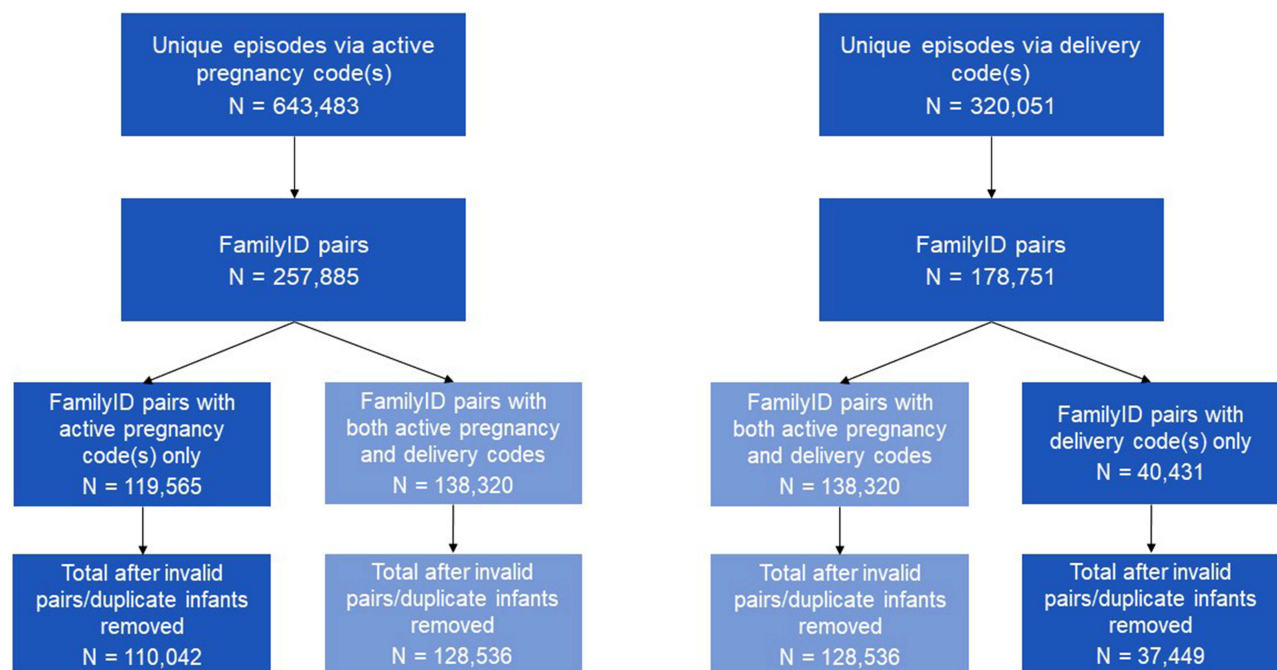 Unique episodes via active
pregnancy code(s)
N = 643,483
FamilyID pairs
N = 257,885
FamilyID pairs with
active pregnancy
code(s) only
N = 119,565
FamilyID pairs with
both active pregnancy
and delivery codes
N = 138,320
Total after invalid
pairs/duplicate infants
removed
N = 110,042
Total after invalid
pairs/duplicate infants
removed
N = 128,536
Unique episodes via delivery
code(s)
N = 320,051
FamilyID pairs
N = 178,751
FamilyID pairs with
both active pregnancy
and delivery codes
N = 138,320
FamilyID pairs with
delivery code(s) only
N = 40,431
Total after invalid
pairs/duplicate infants
removed
N = 128,536
Total after invalid
pairs/duplicate infants
removed
N = 37,449